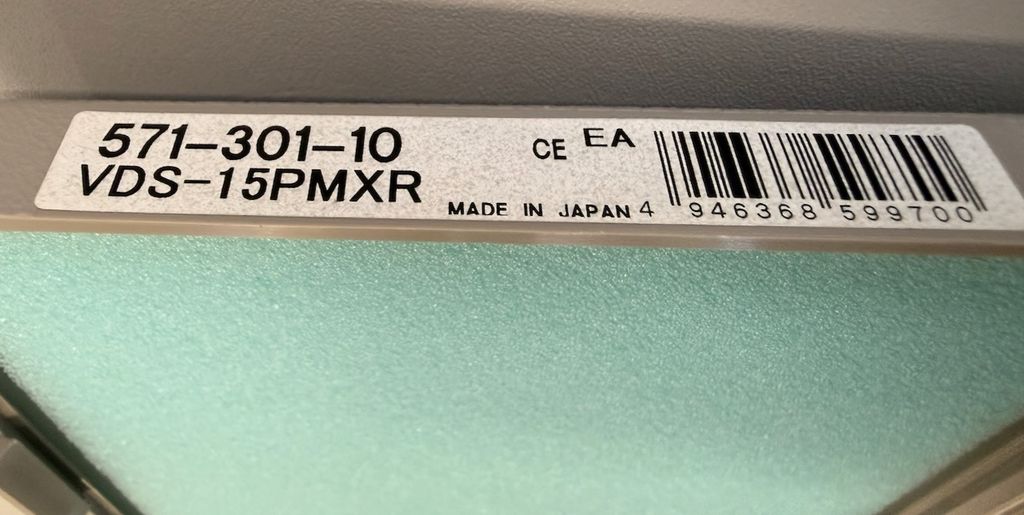 571-301-10
VDS-15PMXR
CE EA
MADE IN JAPAN
4 946368 599700